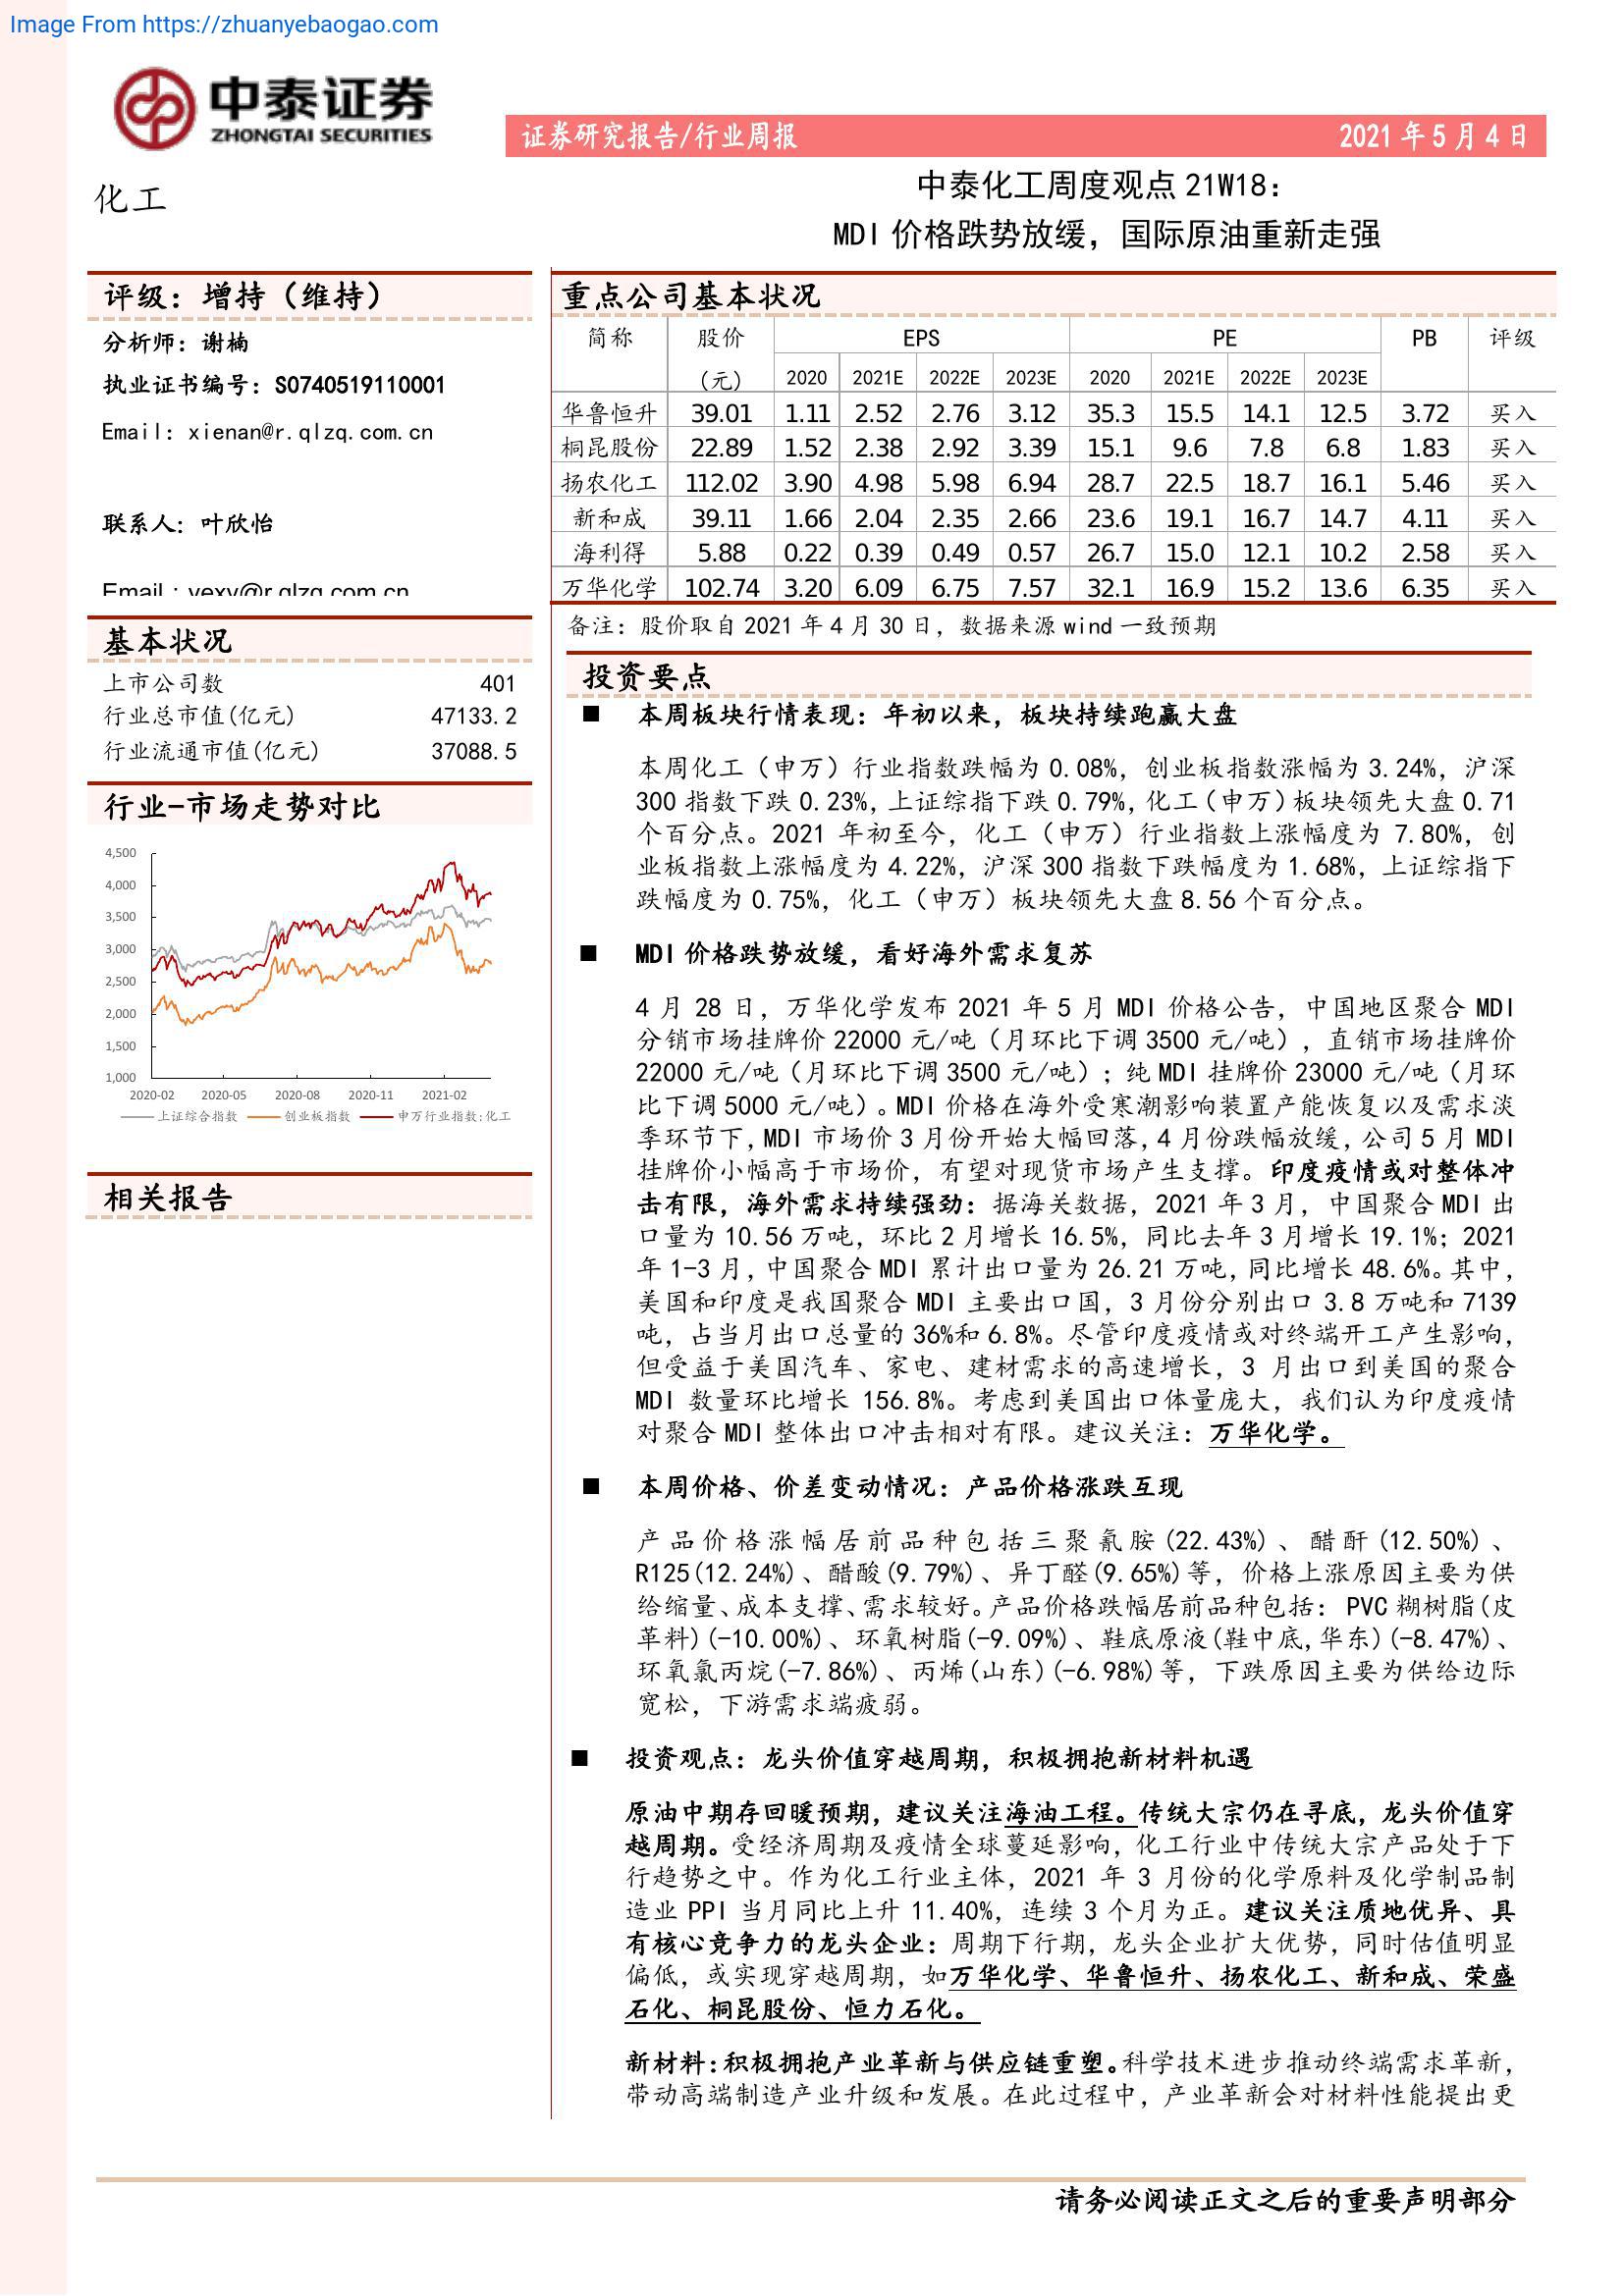 Image From https://zhuanyebaogao.com
中泰证券
ZHONGTAI SECURITIES
证券研究报告/行业周报 2021 年 5 月 4 日
化工
中泰化工周度观点 21W18：
MDI 价格跌势放缓，国际原油重新走强
评级：增持（维持）
分析师：谢楠
执业证书编号：S0740519110001
Email：xienan@r.qlzq.com.cn
联系人：叶欣怡
Email：yexy@r.qlzq.com.cn
基本状况
上市公司数 401
行业总市值(亿元) 47133.2
行业流通市值(亿元) 37088.5
行业-市场走势对比
4,500
4,000
3,500
3,000
2,500
2,000
1,500
1,000
2020-02 2020-05 2020-08 2020-11 2021-02
上证综合指数 创业板指数 申万行业指数:化工
相关报告
重点公司基本状况
简称 股价 EPS PE PB 评级
(元) 2020 2021E 2022E 2023E 2020 2021E 2022E 2023E
华鲁恒升 39.01 1.11 2.52 2.76 3.12 35.3 15.5 14.1 12.5 3.72 买入
桐昆股份 22.89 1.52 2.38 2.92 3.39 15.1 9.6 7.8 6.8 1.83 买入
扬农化工 112.02 3.90 4.98 5.98 6.94 28.7 22.5 18.7 16.1 5.46 买入
新和成 39.11 1.66 2.04 2.35 2.66 23.6 19.1 16.7 14.7 4.11 买入
海利得 5.88 0.22 0.39 0.49 0.57 26.7 15.0 12.1 10.2 2.58 买入
万华化学 102.74 3.20 6.09 6.75 7.57 32.1 16.9 15.2 13.6 6.35 买入
备注：股价取自 2021 年 4 月 30 日，数据来源 wind 一致预期
投资要点
■ 本周板块行情表现：年初以来，板块持续跑赢大盘
本周化工（申万）行业指数跌幅为 0.08%，创业板指数涨幅为 3.24%，沪深
300 指数下跌 0.23%，上证综指下跌 0.79%，化工（申万）板块领先大盘 0.71
个百分点。2021 年初至今，化工（申万）行业指数上涨幅度为 7.80%，创
业板指数上涨幅度为 4.22%，沪深 300 指数下跌幅度为 1.68%，上证综指下
跌幅度为 0.75%，化工（申万）板块领先大盘 8.56 个百分点。
■ MDI 价格跌势放缓，看好海外需求复苏
4 月 28 日，万华化学发布 2021 年 5 月 MDI 价格公告，中国地区聚合 MDI
分销市场挂牌价 22000 元/吨（月环比下调 3500 元/吨），直销市场挂牌价
22000 元/吨（月环比下调 3500 元/吨）；纯 MDI 挂牌价 23000 元/吨（月环
比下调 5000 元/吨）。MDI 价格在海外受寒潮影响装置产能恢复以及需求淡
季环节下，MDI 市场价 3 月份开始大幅回落，4 月份跌幅放缓，公司 5 月 MDI
挂牌价小幅高于市场价，有望对现货市场产生支撑。印度疫情或对整体冲
击有限，海外需求持续强劲：据海关数据，2021 年 3 月，中国聚合 MDI 出
口量为 10.56 万吨，环比 2 月增长 16.5%，同比去年 3 月增长 19.1%；2021
年 1-3 月，中国聚合 MDI 累计出口量为 26.21 万吨，同比增长 48.6%。其中，
美国和印度是我国聚合 MDI 主要出口国，3 月份分别出口 3.8 万吨和 7139
吨，占当月出口总量的 36%和 6.8%。尽管印度疫情或对终端开工产生影响，
但受益于美国汽车、家电、建材需求的高速增长，3 月出口到美国的聚合
MDI 数量环比增长 156.8%。考虑到美国出口体量庞大，我们认为印度疫情
对聚合 MDI 整体出口冲击相对有限。建议关注：万华化学。
■ 本周价格、价差变动情况：产品价格涨跌互现
产品价格涨幅居前品种包括三聚氰胺(22.43%)、醋酐(12.50%)、
R125(12.24%)、醋酸(9.79%)、异丁醛(9.65%)等，价格上涨原因主要为供
给缩量、成本支撑、需求较好。产品价格跌幅居前品种包括：PVC 糊树脂(皮
革料)(-10.00%)、环氧树脂(-9.09%)、鞋底原液(鞋中底,华东)(-8.47%)、
环氧氯丙烷(-7.86%)、丙烯(山东)(-6.98%)等，下跌原因主要为供给边际
宽松，下游需求端疲弱。
■ 投资观点：龙头价值穿越周期，积极拥抱新材料机遇
原油中期存回暖预期，建议关注海油工程。传统大宗仍在寻底，龙头价值穿
越周期。受经济周期及疫情全球蔓延影响，化工行业中传统大宗产品处于下
行趋势之中。作为化工行业主体，2021 年 3 月份的化学原料及化学制品制
造业 PPI 当月同比上升 11.40%，连续 3 个月为正。建议关注质地优异、具
有核心竞争力的龙头企业：周期下行期，龙头企业扩大优势，同时估值明显
偏低，或实现穿越周期，如万华化学、华鲁恒升、扬农化工、新和成、荣盛
石化、桐昆股份、恒力石化。
新材料：积极拥抱产业革新与供应链重塑。科学技术进步推动终端需求革新，
带动高端制造产业升级和发展。在此过程中，产业革新会对材料性能提出更
请务必阅读正文之后的重要声明部分